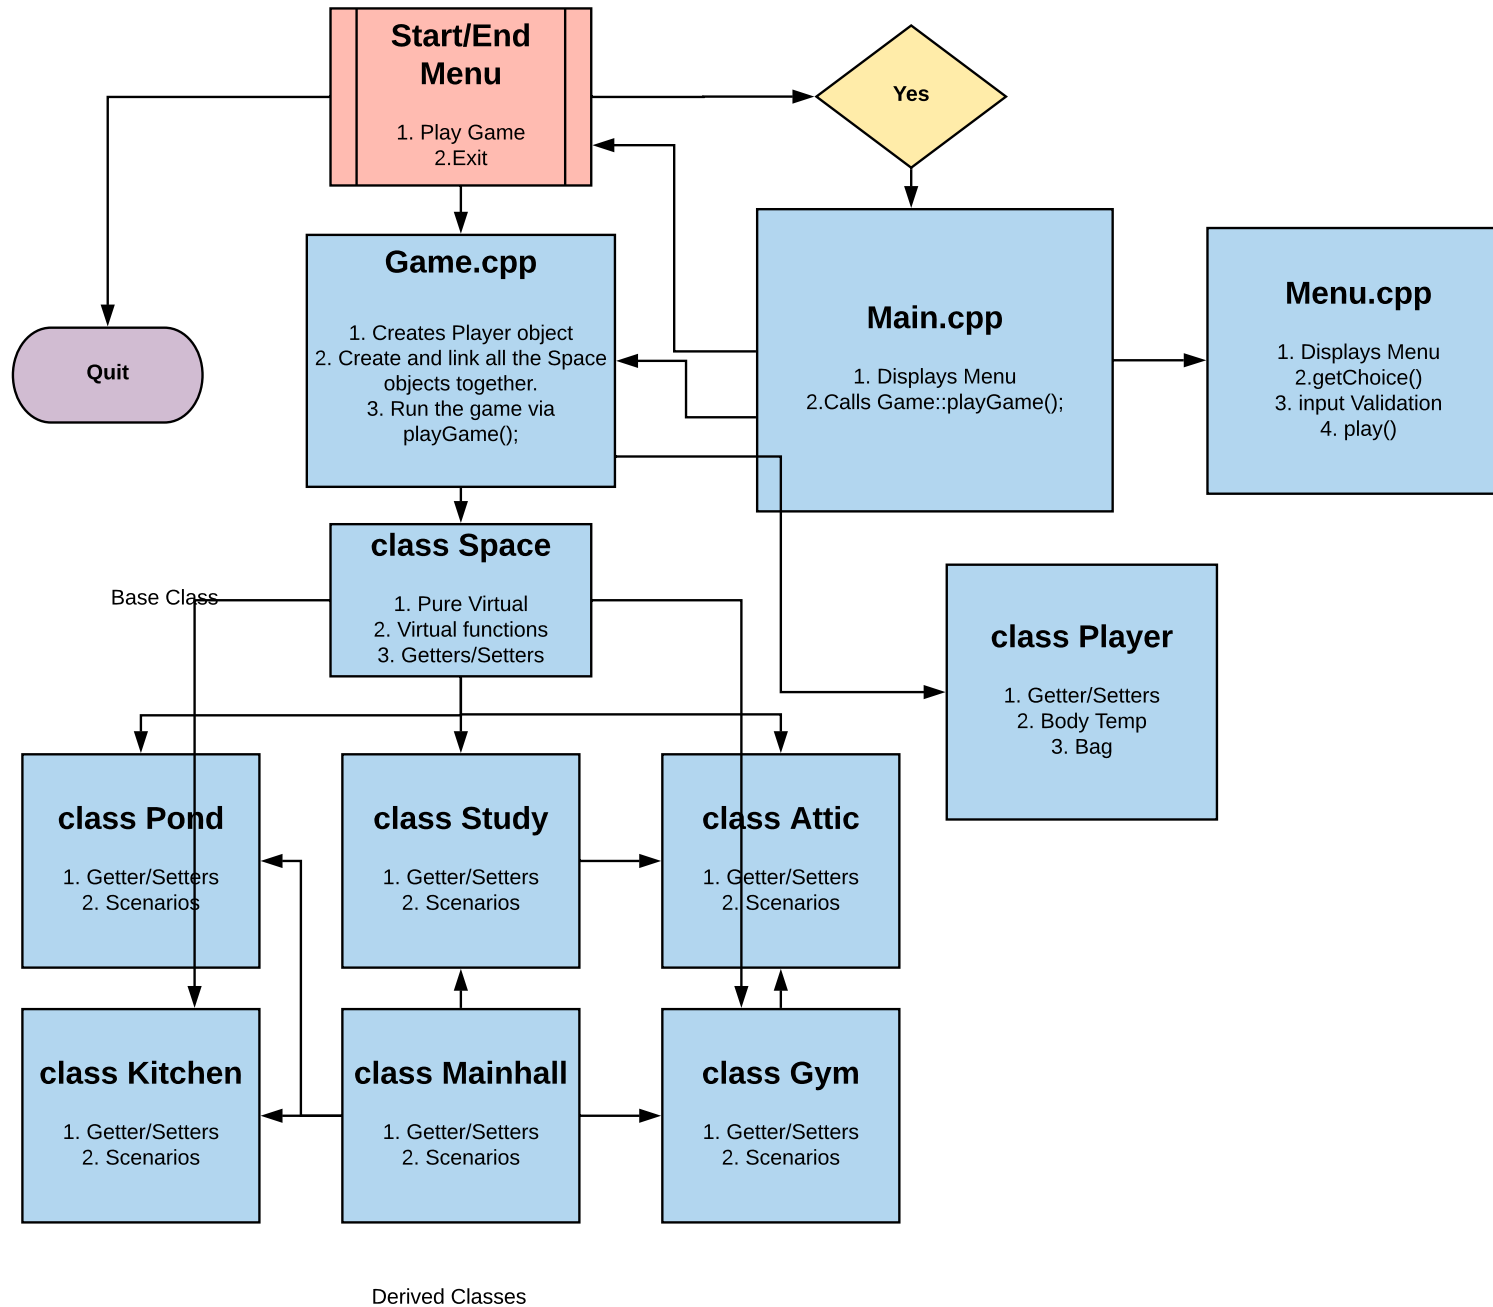 Start/End
Menu
1. Play Game
2.Exit
Yes
Game.cpp
1. Creates Player object
2. Create and link all the Space
objects together.
3. Run the game via
playGame();
Main.cpp
1. Displays Menu
2.Calls Game::playGame();
Menu.cpp
1. Displays Menu
2.getChoice()
3. input Validation
4. play()
Quit
class Space
1. Pure Virtual
2. Virtual functions
3. Getters/Setters
Base Class
class Player
1. Getter/Setters
2. Body Temp
3. Bag
class Pond
1. Getter/Setters
2. Scenarios
class Study
1. Getter/Setters
2. Scenarios
class Attic
1. Getter/Setters
2. Scenarios
class Kitchen
1. Getter/Setters
2. Scenarios
class Mainhall
1. Getter/Setters
2. Scenarios
class Gym
1. Getter/Setters
2. Scenarios
Derived Classes